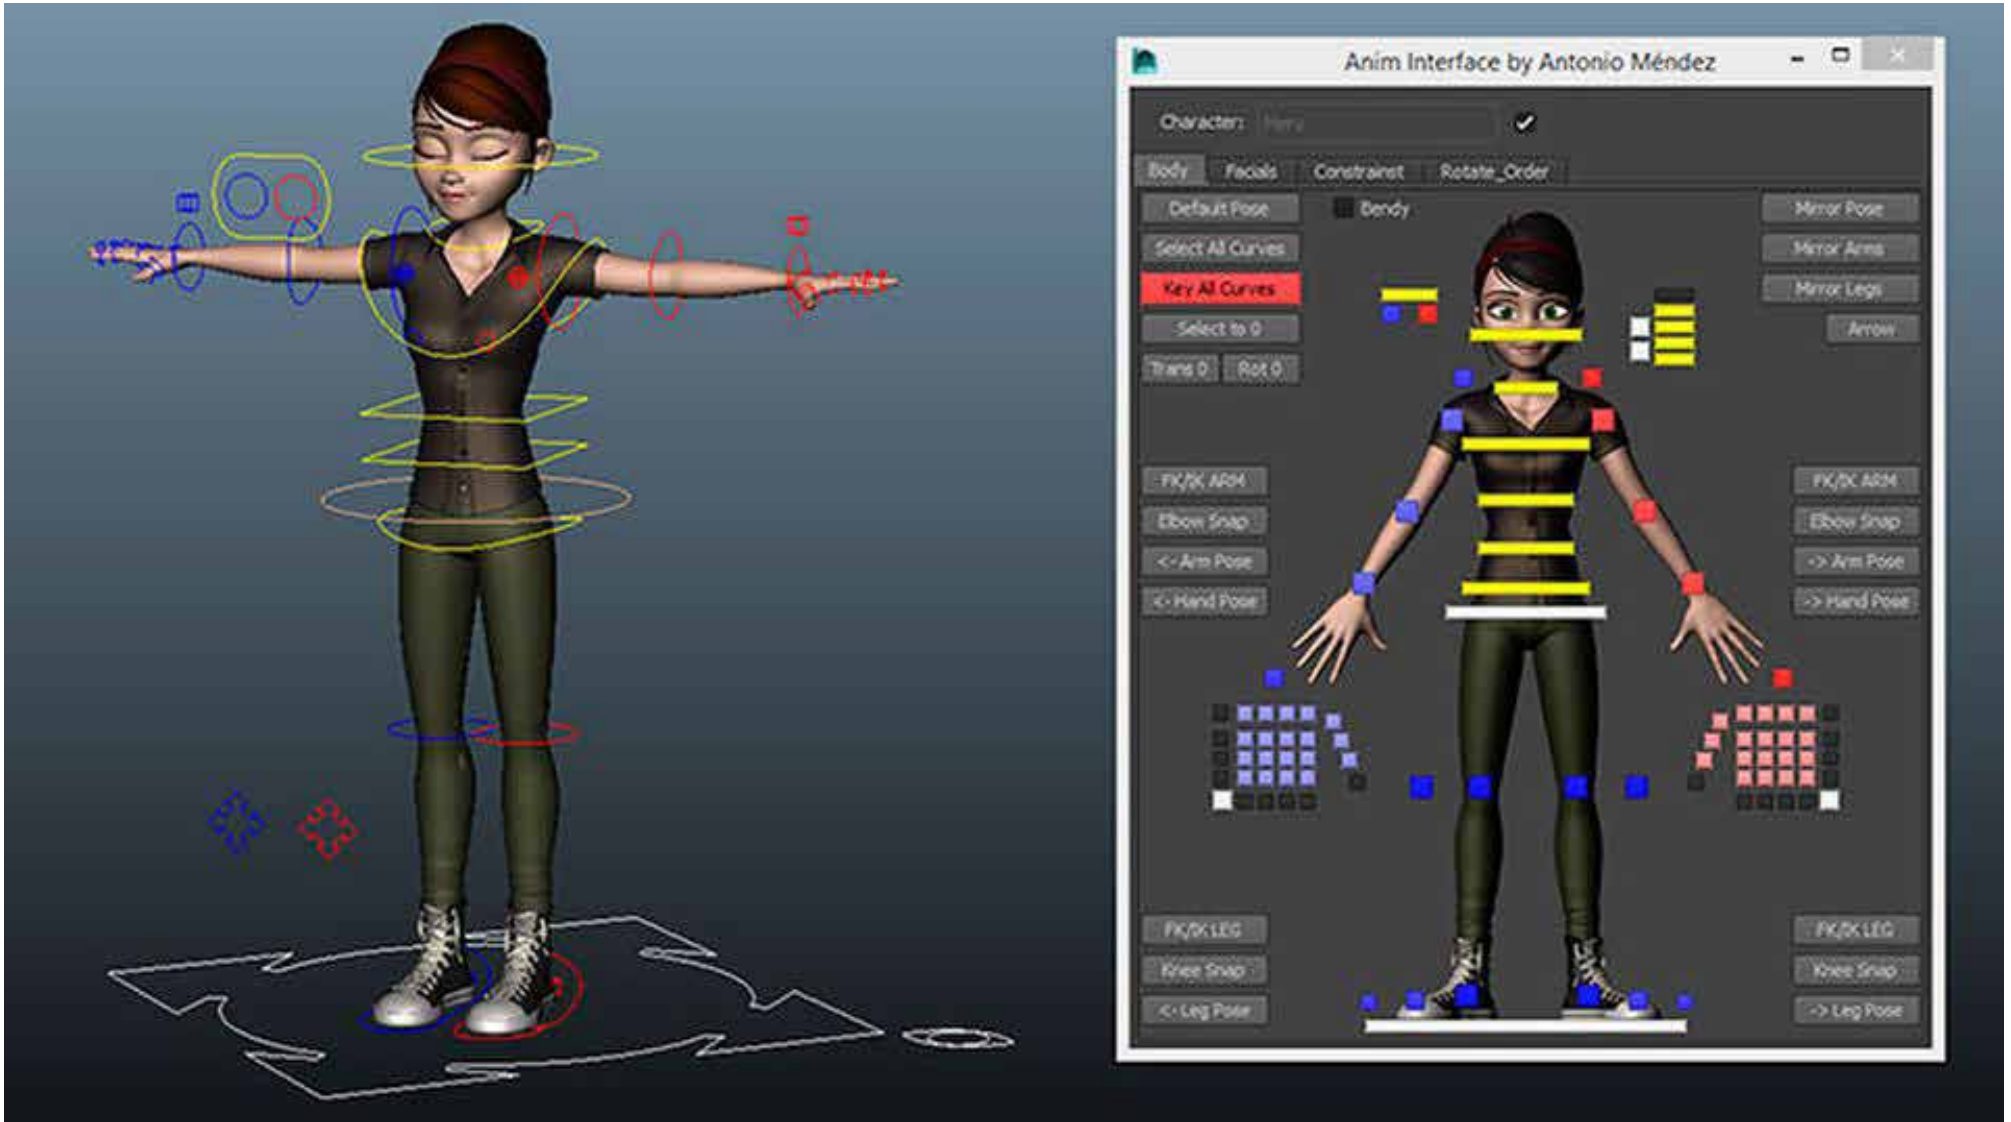 Anim Interface by Antonio Méndez
Character: Mery
Body Facials Constrainst Rotate_Order
Default Pose Bendy Mirror Pose
Select All Curves Mirror Arms
Key All Curves Mirror Legs
Select to 0 Arrow
Trans 0 Rot 0
FK/IK ARM FK/IK ARM
Elbow Snap Elbow Snap
<- Arm Pose -> Arm Pose
<- Hand Pose -> Hand Pose
FK/IK LEG FK/IK LEG
Knee Snap Knee Snap
<- Leg Pose -> Leg Pose